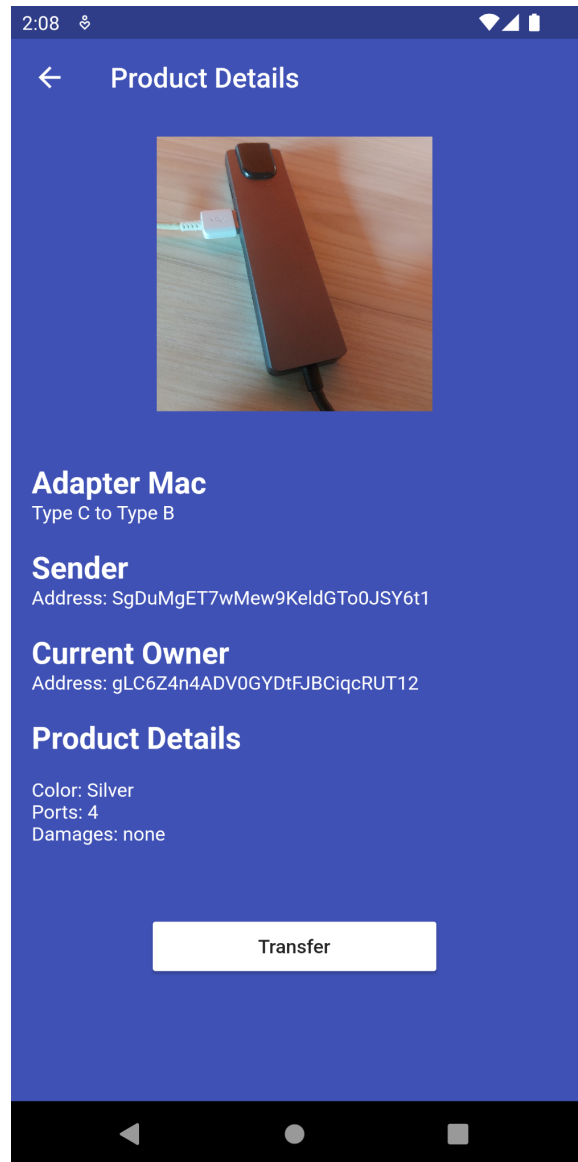 2:08
Product Details
Adapter Mac
Type C to Type B
Sender
Address: SgDuMgET7wMew9KeldGTo0JSY6t1
Current Owner
Address: gLC6Z4n4ADV0GYDtFJBCiqcRUT12
Product Details
Color: Silver
Ports: 4
Damages: none
Transfer